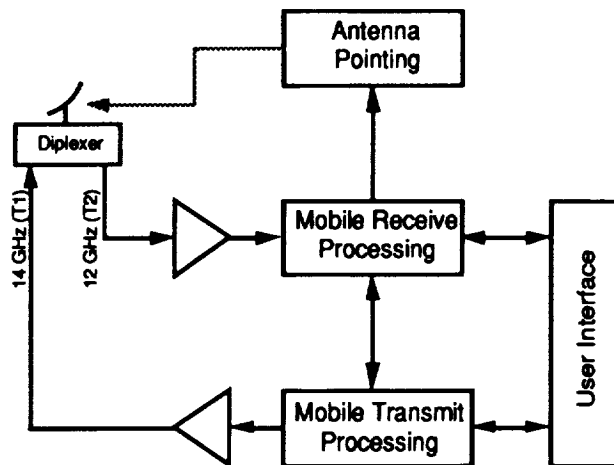 Antenna
Pointing
Diplexer
14 GHz (T1)
12 GHz (T2)
Mobile Receive
Processing
User Interface
Mobile Transmit
Processing